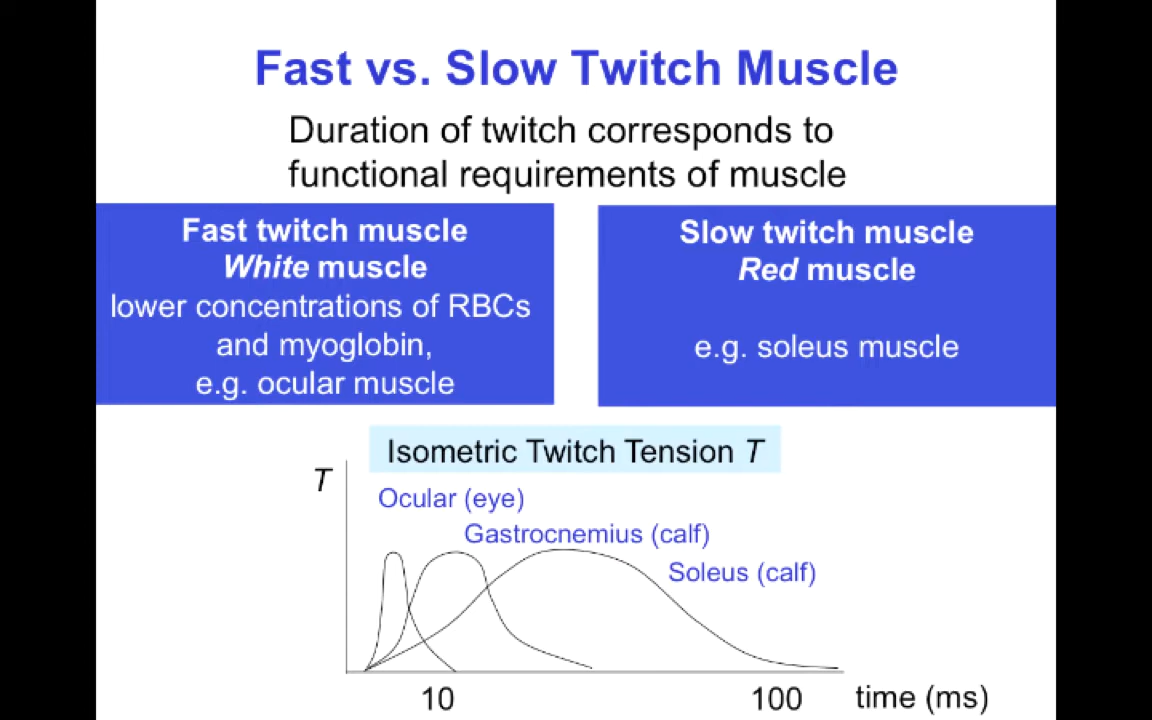 Fast vs. Slow Twitch Muscle
Duration of twitch corresponds to
functional requirements of muscle
Fast twitch muscle
White muscle
lower concentrations of RBCs
and myoglobin,
e.g. ocular muscle
Slow twitch muscle
Red muscle
e.g. soleus muscle
Isometric Twitch Tension T
T
Ocular (eye)
Gastrocnemius (calf)
Soleus (calf)
10
100
time (ms)